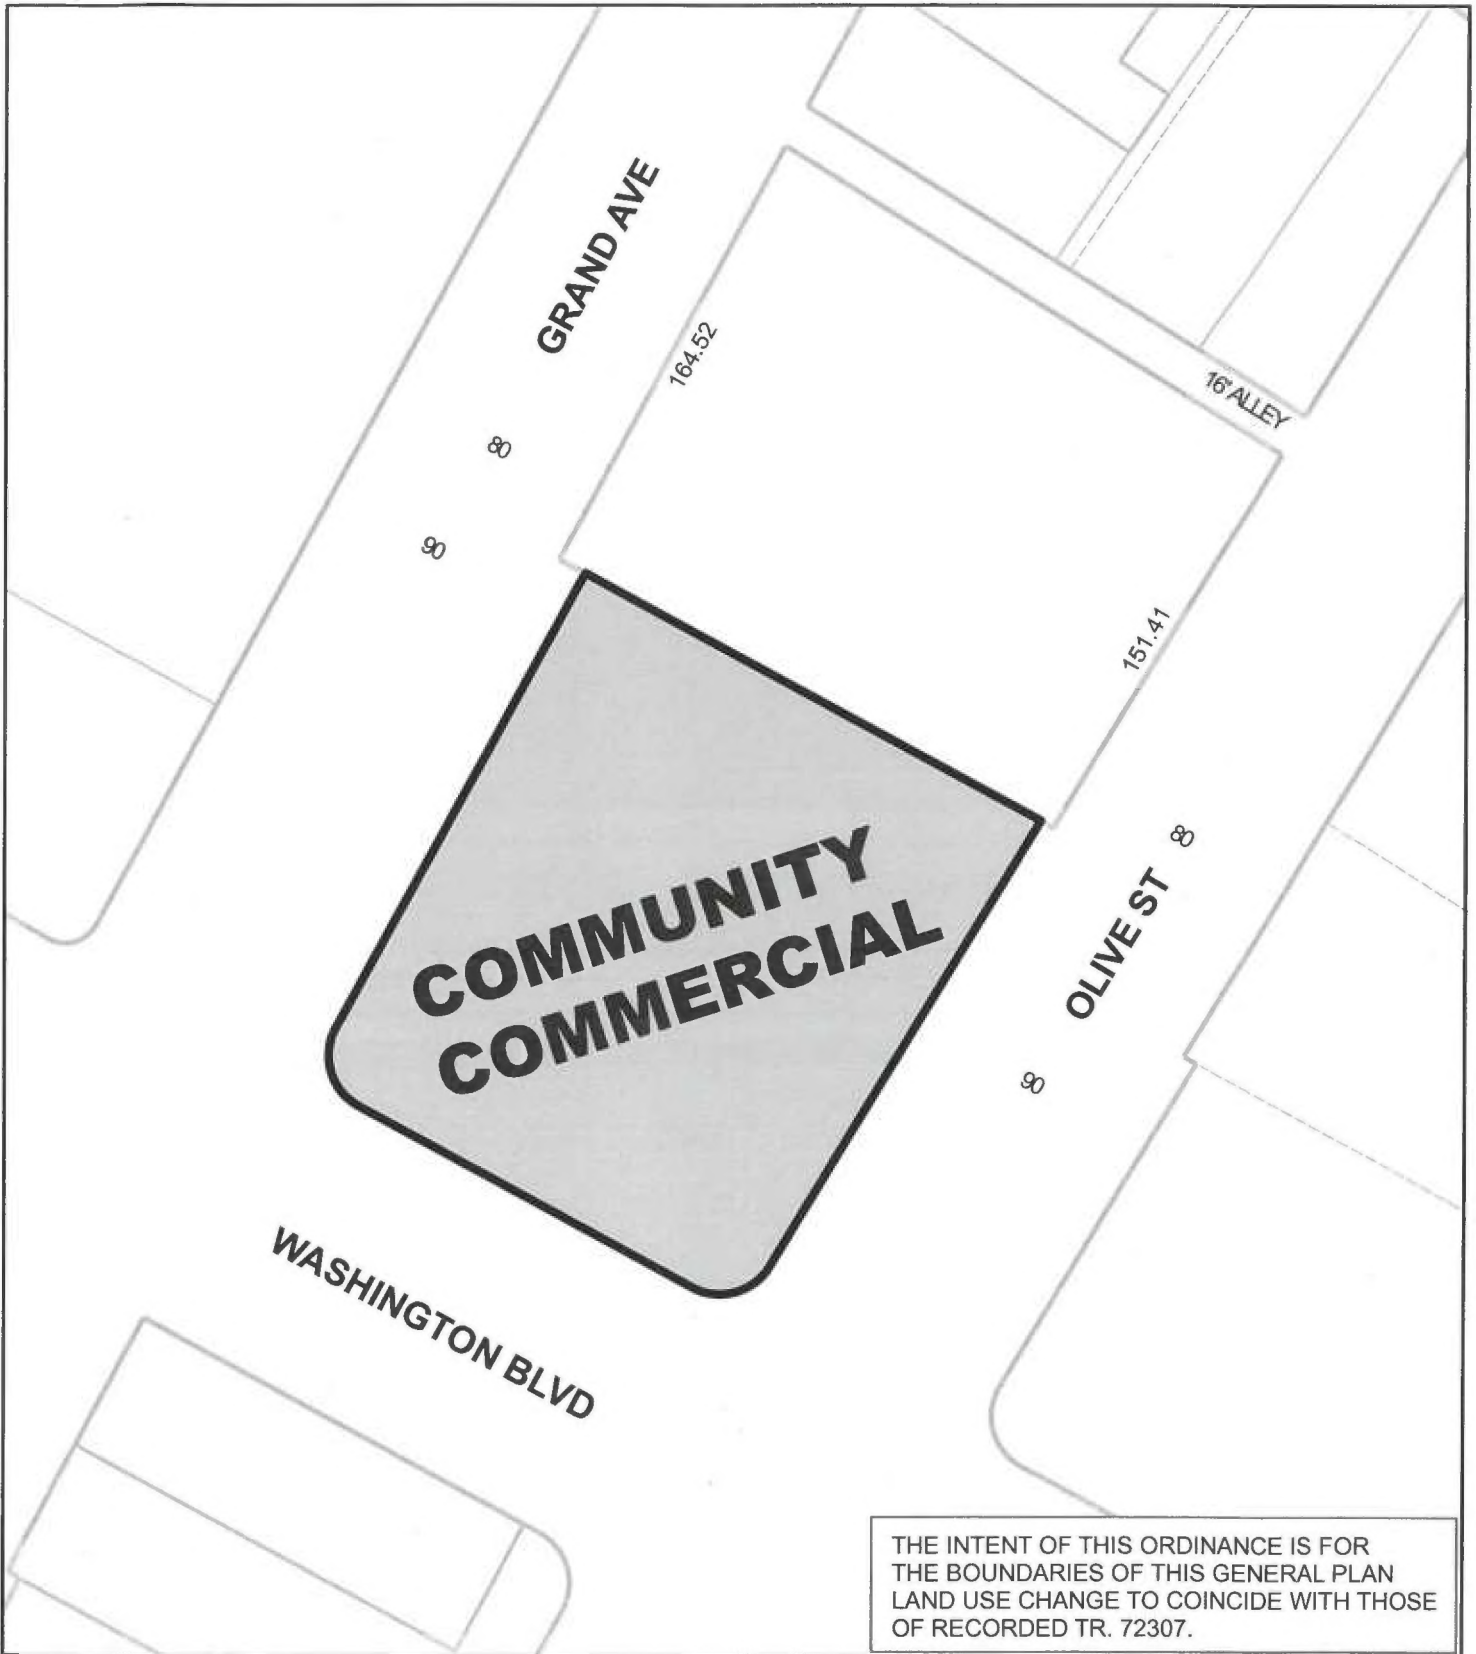 GRAND AVE
164.52
16' ALLEY
80
90
151.41
COMMUNITY
COMMERCIAL
80
OLIVE ST
90
WASHINGTON BLVD
THE INTENT OF THIS ORDINANCE IS FOR
THE BOUNDARIES OF THIS GENERAL PLAN
LAND USE CHANGE TO COINCIDE WITH THOSE
OF RECORDED TR. 72307.